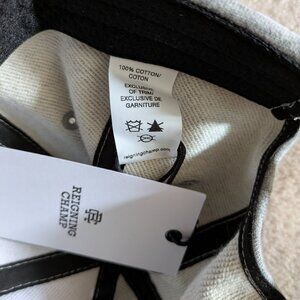 100% COTTON/
COTON
EXCLUSIVE
OF TRIM/
EXCLUSIVE DE
GARNITURE
reigningchamp.com
REIGNING
CHAMP